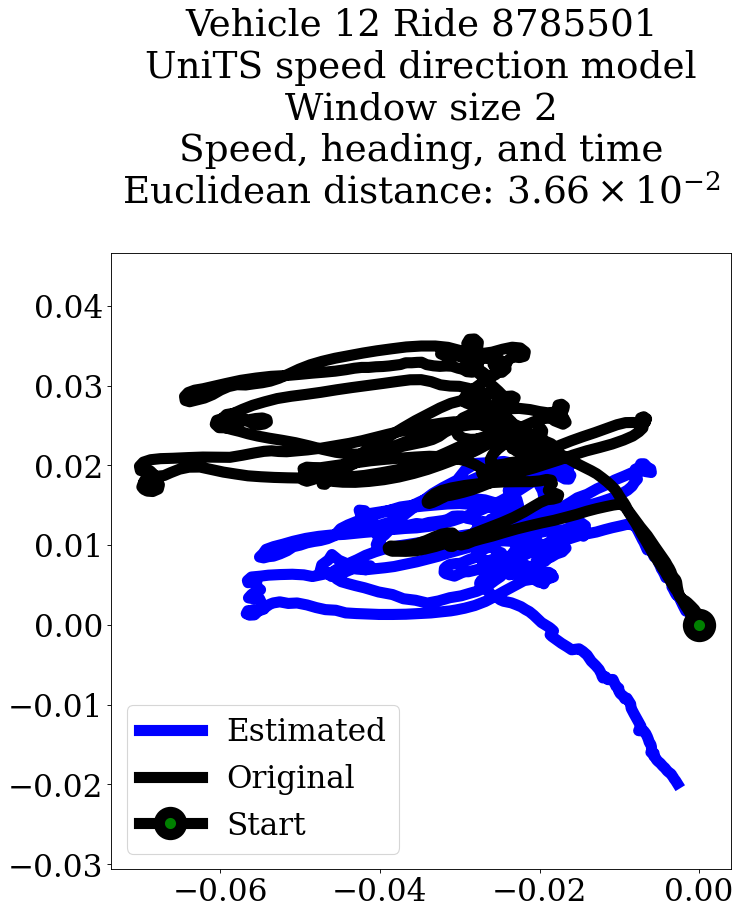 Vehicle 12 Ride 8785501
UniTS speed direction model
Window size 2
Speed, heading, and time
Euclidean distance: 3.66 × 10⁻²
0.04
0.03
0.02
0.01
0.00
−0.01
−0.02
−0.03
Estimated
Original
Start
−0.06 −0.04 −0.02 0.00